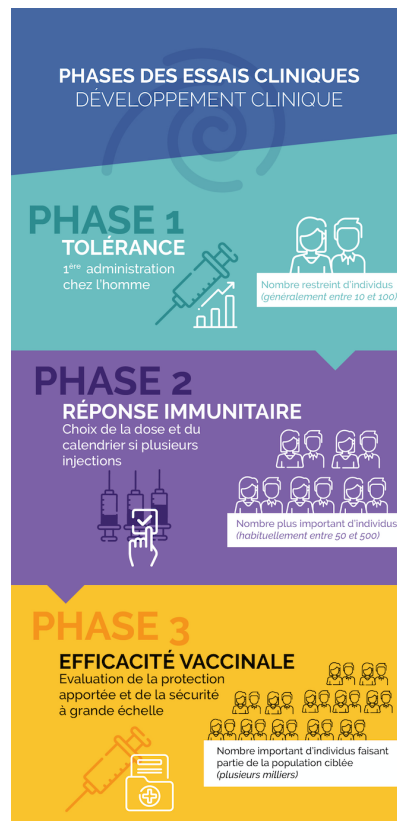 PHASES DES ESSAIS CLINIQUES
DÉVELOPPEMENT CLINIQUE
PHASE 1
TOLÉRANCE
1ère administration
chez l'homme
Nombre restreint d'individus
(généralement entre 10 et 100)
PHASE 2
RÉPONSE IMMUNITAIRE
Choix de la dose et du
calendrier si plusieurs
injections
Nombre plus important d'individus
(habituellement entre 50 et 500)
PHASE 3
EFFICACITÉ VACCINALE
Evaluation de la protection
apportée et de la sécurité
à grande échelle
Nombre important d'individus faisant
partie de la population ciblée
(plusieurs milliers)